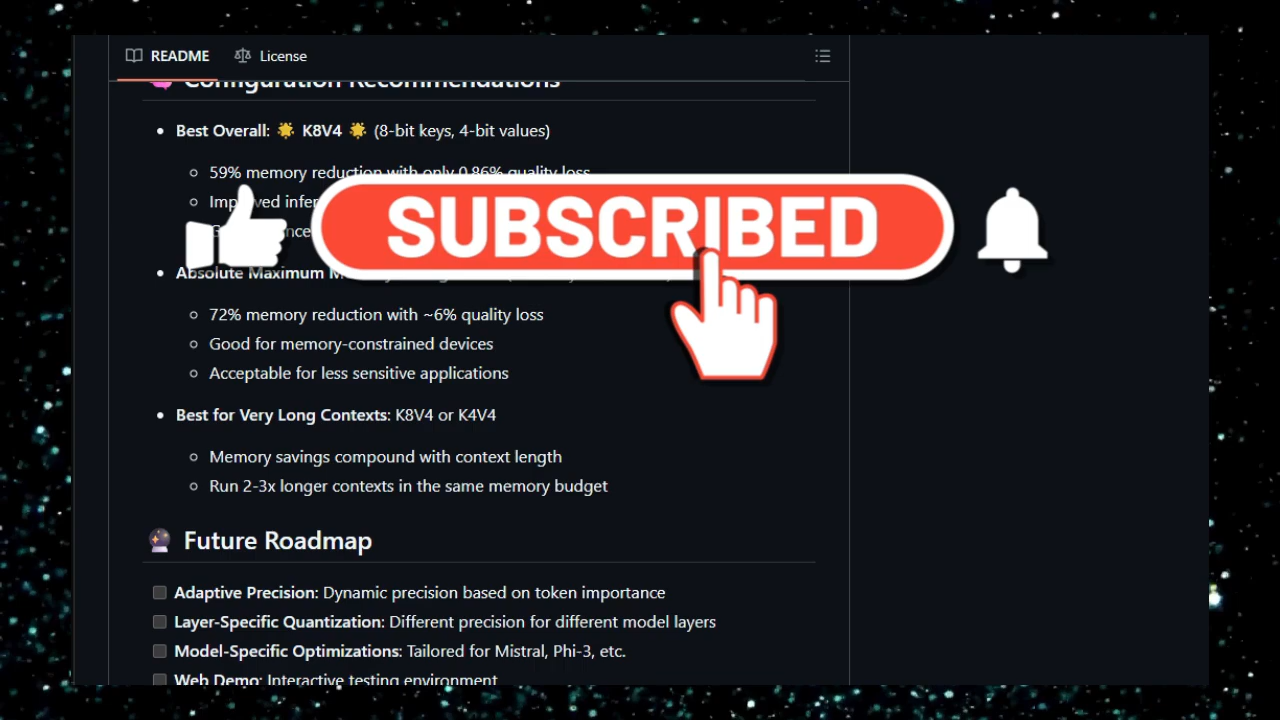 README License
Configuration Recommendations
Best Overall: K8V4 (8-bit keys, 4-bit values)
59% memory reduction with only 0.86% quality loss
SUBSCRIBED
Absolute Maximum
72% memory reduction with ~6% quality loss
Good for memory-constrained devices
Acceptable for less sensitive applications
Best for Very Long Contexts: K8V4 or K4V4
Memory savings compound with context length
Run 2-3x longer contexts in the same memory budget
Future Roadmap
Adaptive Precision: Dynamic precision based on token importance
Layer-Specific Quantization: Different precision for different model layers
Model-Specific Optimizations: Tailored for Mistral, Phi-3, etc.
Web Demo: Interactive testing environment